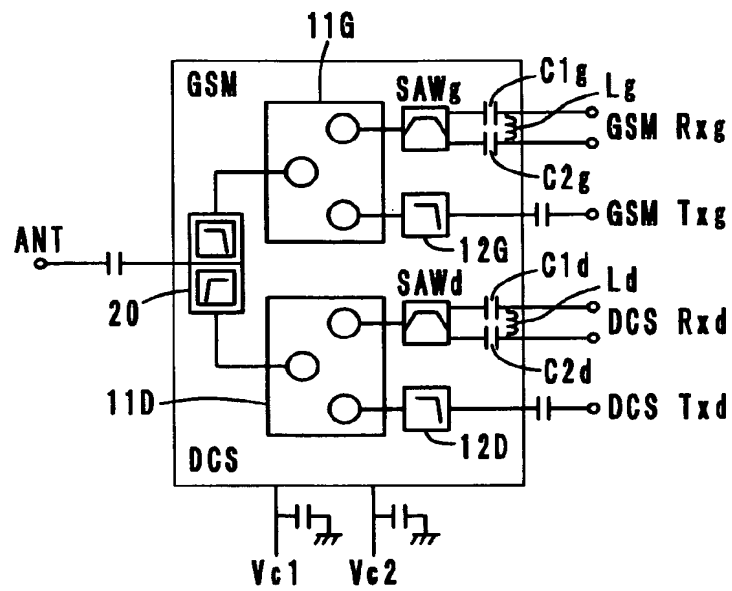 11G
GSM
SAWg
C1g
Lg
GSM Rxg
C2g
GSM Txg
12G
ANT
20
SAWd
C1d
Ld
DCS Rxd
C2d
11D
DCS Txd
12D
DCS
Vc1
Vc2